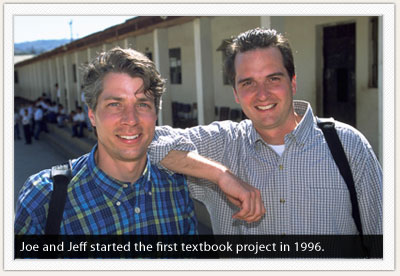 Joe and Jeff started the first textbook project in 1996.